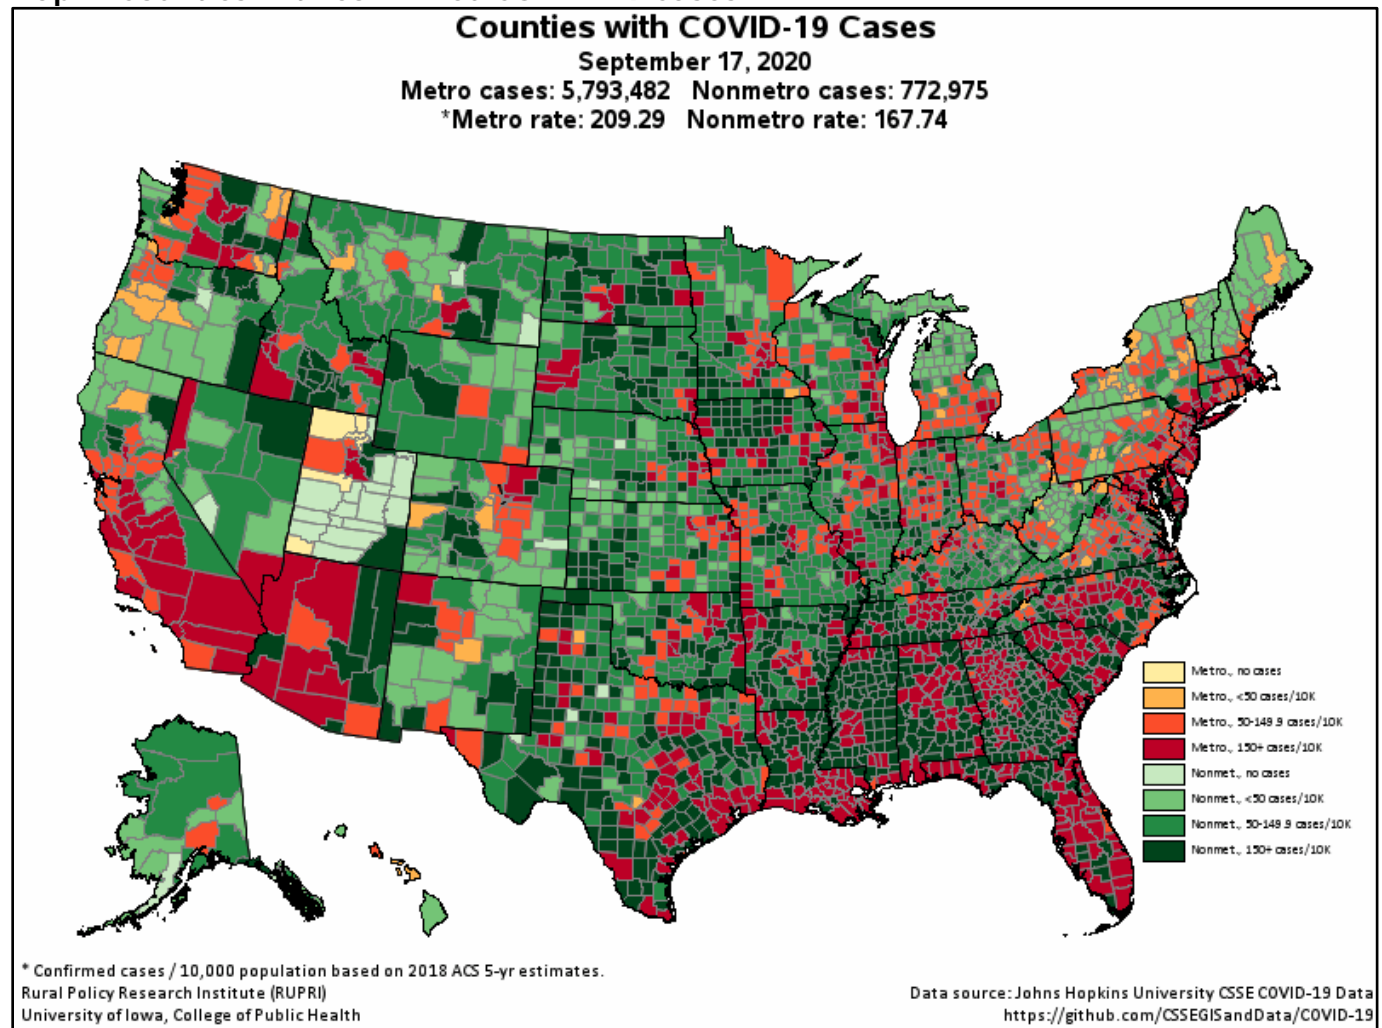 Counties with COVID-19 Cases
September 17, 2020
Metro cases: 5,793,482   Nonmetro cases: 772,975
*Metro rate: 209.29   Nonmetro rate: 167.74
Metro., no cases
Metro., <50 cases/10K
Metro., 50-149.9 cases/10K
Metro., 150+ cases/10K
Nonmet., no cases
Nonmet., <50 cases/10K
Nonmet., 50-149.9 cases/10K
Nonmet., 150+ cases/10K
* Confirmed cases / 10,000 population based on 2018 ACS 5-yr estimates.
Rural Policy Research Institute (RUPRI)
University of Iowa, College of Public Health
Data source: Johns Hopkins University CSSE COVID-19 Data
https://github.com/CSSEGISandData/COVID-19